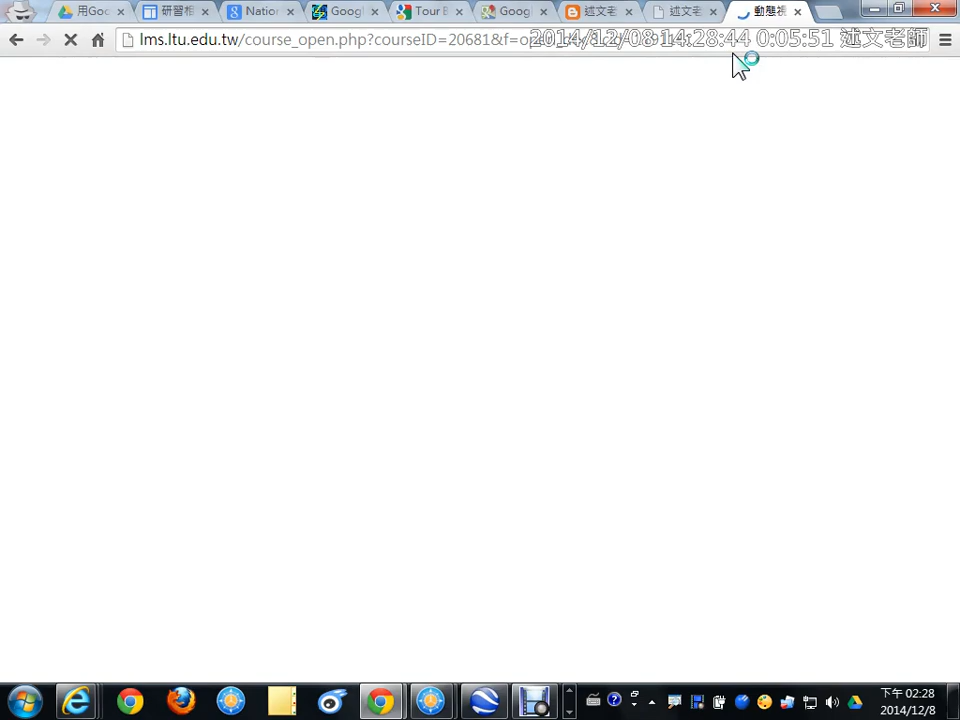 用Goo
研習相
Nation
Googl
Tour B
Googl
述文老
述文老
動態視
lms.ltu.edu.tw/course_open.php?courseID=20681&f=open
2014/12/08 14:28:44 0:05:51 述文老師
下午 02:28
2014/12/8